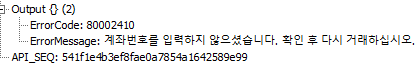 Output {} (2)
ErrorCode: 80002410
ErrorMessage: 계좌번호를 입력하지 않으셨습니다. 확인 후 다시 거래하십시오.
API_SEQ: 541f1e4b3ef8fae0a7854a1642589e99